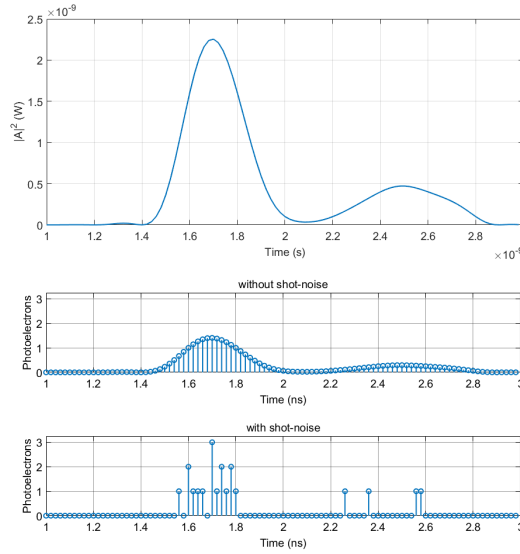 ×10⁻⁹
2.5
2
1.5
1
0.5
0
|A|² (W)
1 1.2 1.4 1.6 1.8 2 2.2 2.4 2.6 2.8
Time (s)
×10⁻⁹
without shot-noise
3
2
1
0
Photoelectrons
1 1.2 1.4 1.6 1.8 2 2.2 2.4 2.6 2.8 3
Time (ns)
with shot-noise
3
2
1
0
Photoelectrons
1 1.2 1.4 1.6 1.8 2 2.2 2.4 2.6 2.8 3
Time (ns)